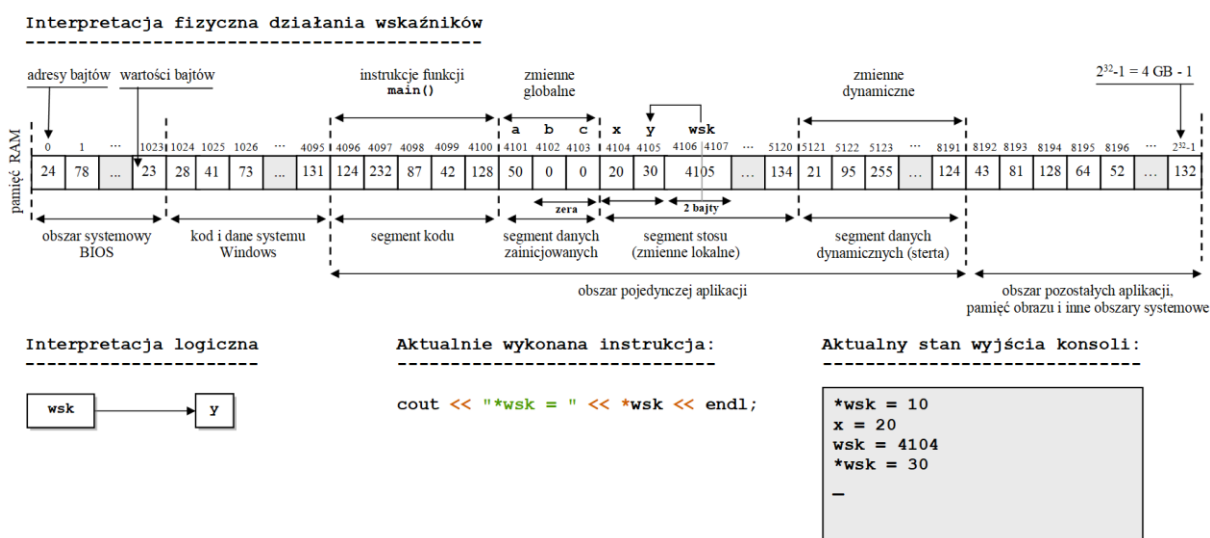 Interpretacja fizyczna działania wskaźników
adresy bajtów wartości bajtów instrukcje funkcji zmienne zmienne 2³²-1 = 4 GB - 1
main() globalne dynamiczne
a b c x y wsk
pamięć RAM
0 1 ... 1023 1024 1025 1026 ... 4095 4096 4097 4098 4099 4100 4101 4102 4103 4104 4105 4106 4107 ... 5120 5121 5122 5123 ... 8191 8192 8193 8194 8195 8196 ... 2³²-1
24 78 ... 23 28 41 73 ... 131 124 232 87 42 128 50 0 0 20 30 4105 ... 134 21 95 255 ... 124 43 81 128 64 52 ... 132
zera 2 bajty
obszar systemowy kod i dane systemu segment kodu segment danych segment stosu segment danych
BIOS Windows zainicjowanych (zmienne lokalne) dynamicznych (sterta)
obszar pojedynczej aplikacji obszar pozostałych aplikacji,
pamięć obrazu i inne obszary systemowe
Interpretacja logiczna Aktualnie wykonana instrukcja: Aktualny stan wyjścia konsoli:
wsk y
cout << "*wsk = " << *wsk << endl;
*wsk = 10
x = 20
wsk = 4104
*wsk = 30
_